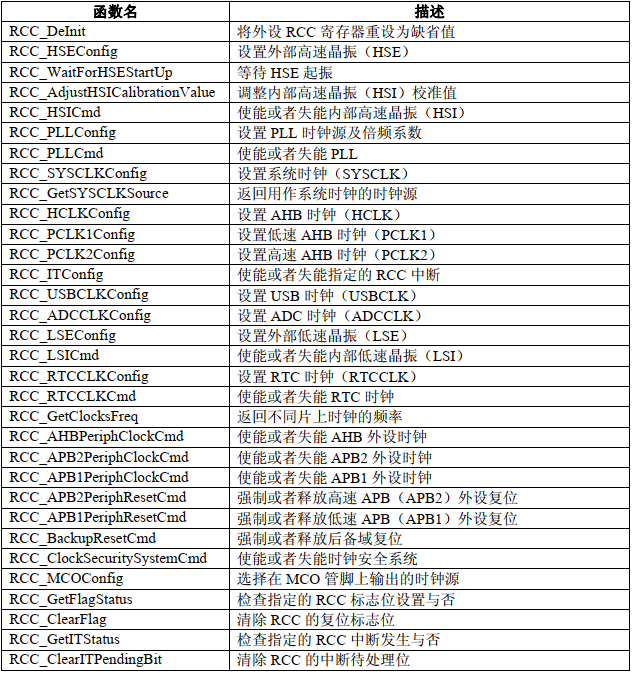 函数名 描述
RCC_DeInit 将外设 RCC 寄存器重设为缺省值
RCC_HSEConfig 设置外部高速晶振（HSE）
RCC_WaitForHSEStartUp 等待 HSE 起振
RCC_AdjustHSICalibrationValue 调整内部高速晶振（HSI）校准值
RCC_HSICmd 使能或者失能内部高速晶振（HSI）
RCC_PLLConfig 设置 PLL 时钟源及倍频系数
RCC_PLLCmd 使能或者失能 PLL
RCC_SYSCLKConfig 设置系统时钟（SYSCLK）
RCC_GetSYSCLKSource 返回用作系统时钟的时钟源
RCC_HCLKConfig 设置 AHB 时钟（HCLK）
RCC_PCLK1Config 设置低速 AHB 时钟（PCLK1）
RCC_PCLK2Config 设置高速 AHB 时钟（PCLK2）
RCC_ITConfig 使能或者失能指定的 RCC 中断
RCC_USBCLKConfig 设置 USB 时钟（USBCLK）
RCC_ADCCLKConfig 设置 ADC 时钟（ADCCLK）
RCC_LSEConfig 设置外部低速晶振（LSE）
RCC_LSICmd 使能或者失能内部低速晶振（LSI）
RCC_RTCCLKConfig 设置 RTC 时钟（RTCCLK）
RCC_RTCCLKCmd 使能或者失能 RTC 时钟
RCC_GetClocksFreq 返回不同片上时钟的频率
RCC_AHBPeriphClockCmd 使能或者失能 AHB 外设时钟
RCC_APB2PeriphClockCmd 使能或者失能 APB2 外设时钟
RCC_APB1PeriphClockCmd 使能或者失能 APB1 外设时钟
RCC_APB2PeriphResetCmd 强制或者释放高速 APB（APB2）外设复位
RCC_APB1PeriphResetCmd 强制或者释放低速 APB（APB1）外设复位
RCC_BackupResetCmd 强制或者释放后备域复位
RCC_ClockSecuritySystemCmd 使能或者失能时钟安全系统
RCC_MCOConfig 选择在 MCO 管脚上输出的时钟源
RCC_GetFlagStatus 检查指定的 RCC 标志位设置与否
RCC_ClearFlag 清除 RCC 的复位标志位
RCC_GetITStatus 检查指定的 RCC 中断发生与否
RCC_ClearITPendingBit 清除 RCC 的中断待处理位